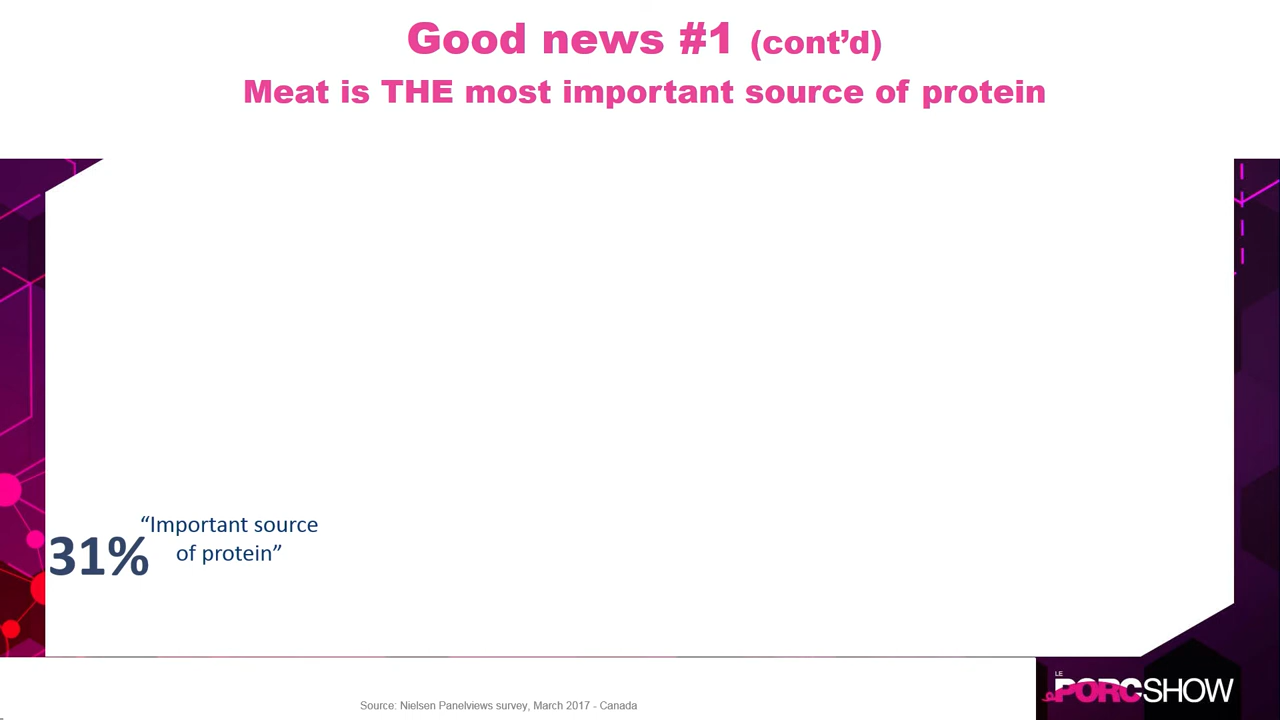 Good news #1 (cont’d)
Meat is THE most important source of protein
“Important source
of protein”
31%
Source: Nielsen Panelviews survey, March 2017 - Canada
LE
PORCSHOW